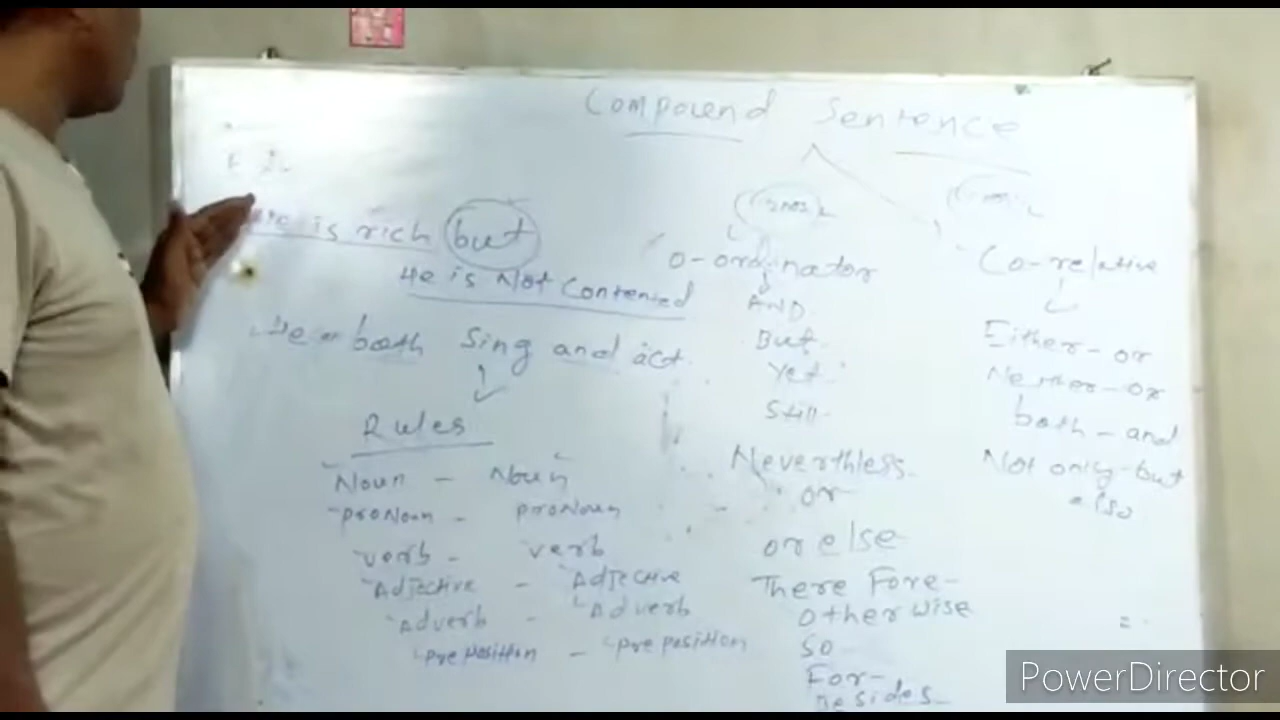 Compound Sentence
is rich but
He is Not Contented
He both Sing and act.
Rules
Noun - Noun
proNoun - proNoun
verb - verb
Adjective - Adjective
Adverb - Adverb
preposition - preposition
Co-ordinator
AND
But
Yet
Still
Neverthless
or
or else
There Fore
otherwise
so
For
Besides
Co-relative
Either-or
Neither-or
both-and
Not only-but
also
PowerDirector